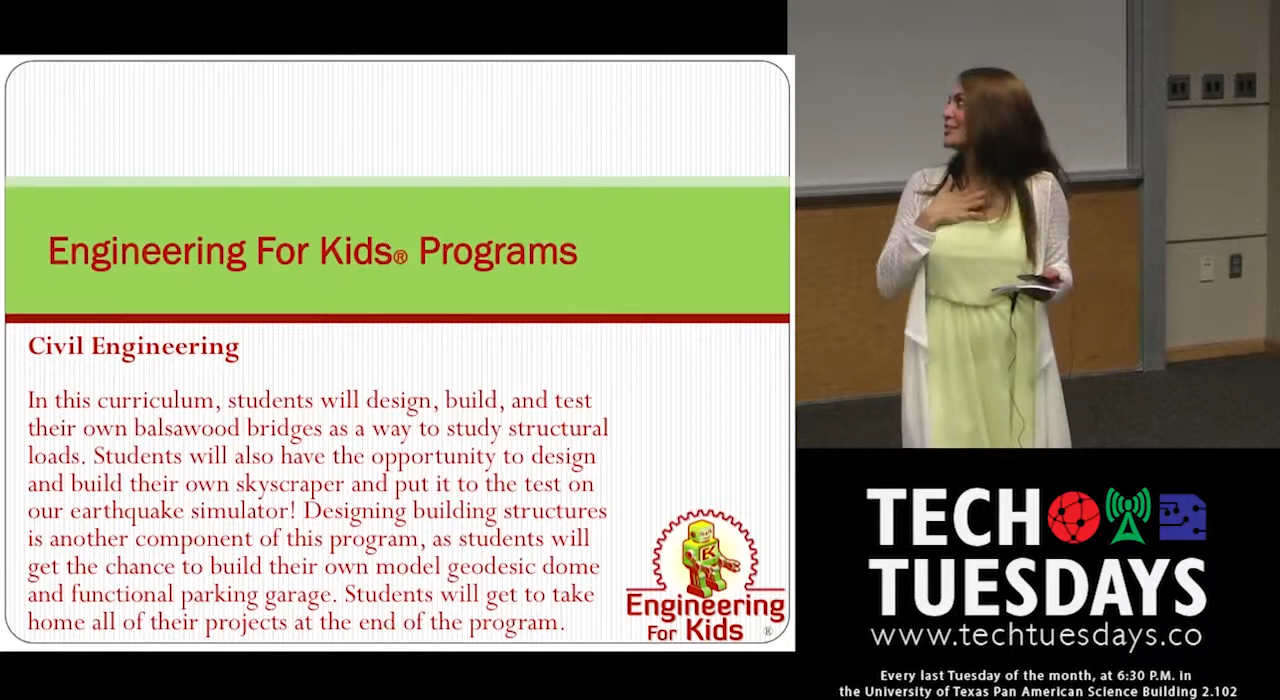 Engineering For Kids® Programs
Civil Engineering
In this curriculum, students will design, build, and test
their own balsawood bridges as a way to study structural
loads. Students will also have the opportunity to design
and build their own skyscraper and put it to the test on
our earthquake simulator! Designing building structures
is another component of this program, as students will
get the chance to build their own model geodesic dome
and functional parking garage. Students will get to take
home all of their projects at the end of the program.
K
Engineering
For Kids ®
TECH
TUESDAYS
www.techtuesdays.co
Every last Tuesday of the month, at 6:30 P.M. in
the University of Texas Pan American Science Building 2.102